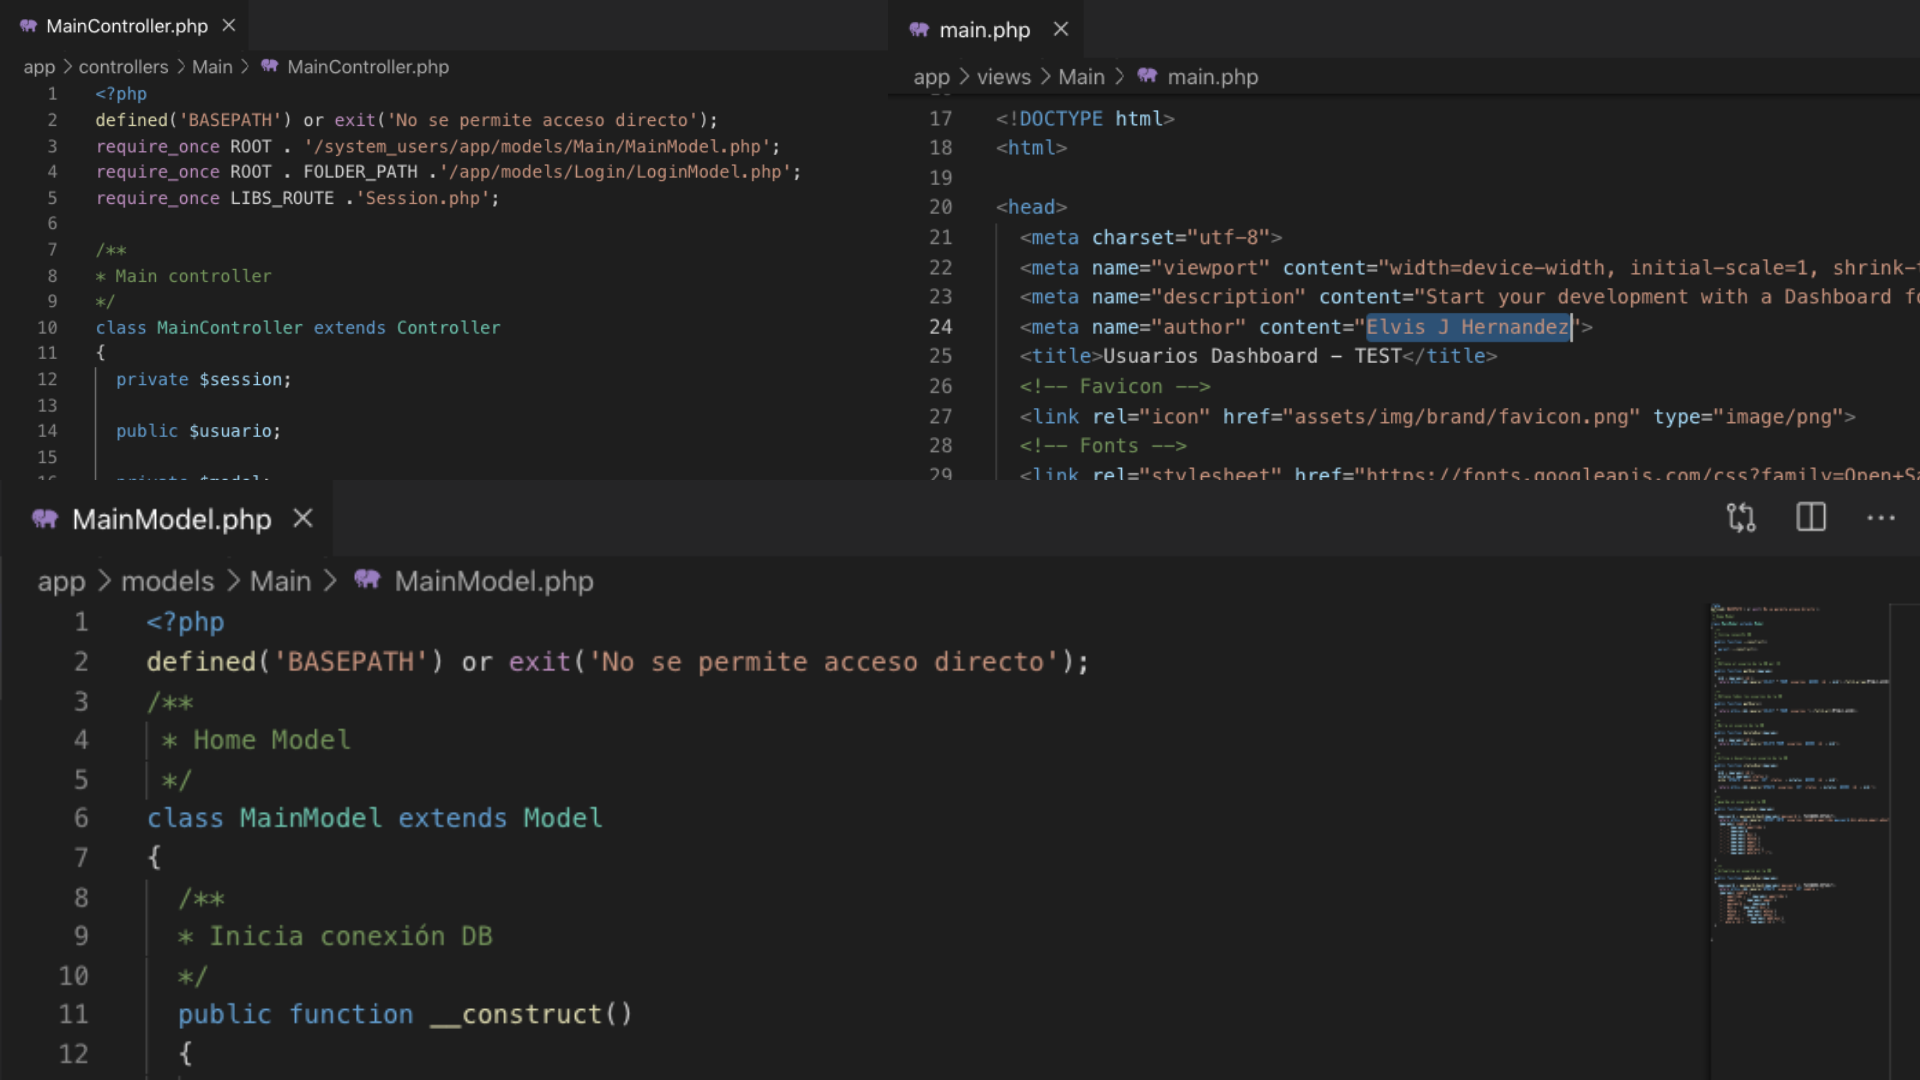 MainController.php
app > controllers > Main > MainController.php
1 <?php
2 defined('BASEPATH') or exit('No se permite acceso directo');
3 require_once ROOT . '/system_users/app/models/Main/MainModel.php';
4 require_once ROOT . FOLDER_PATH .'/app/models/Login/LoginModel.php';
5 require_once LIBS_ROUTE .'Session.php';
6
7 /**
8 * Main controller
9 */
10 class MainController extends Controller
11 {
12 private $session;
13
14 public $usuario;
15
16 private $model;
main.php
app > views > Main > main.php
17 <!DOCTYPE html>
18 <html>
19
20 <head>
21 <meta charset="utf-8">
22 <meta name="viewport" content="width=device-width, initial-scale=1, shrink-
23 <meta name="description" content="Start your development with a Dashboard
24 <meta name="author" content="Elvis J Hernandez">
25 <title>Usuarios Dashboard - TEST</title>
26 <!-- Favicon -->
27 <link rel="icon" href="assets/img/brand/favicon.png" type="image/png">
28 <!-- Fonts -->
29 <link rel="stylesheet" href="https://fonts.googleapis.com/css?family=Open+S
MainModel.php
app > models > Main > MainModel.php
1 <?php
2 defined('BASEPATH') or exit('No se permite acceso directo');
3 /**
4 * Home Model
5 */
6 class MainModel extends Model
7 {
8 /**
9 * Inicia conexión DB
10 */
11 public function __construct()
12 {